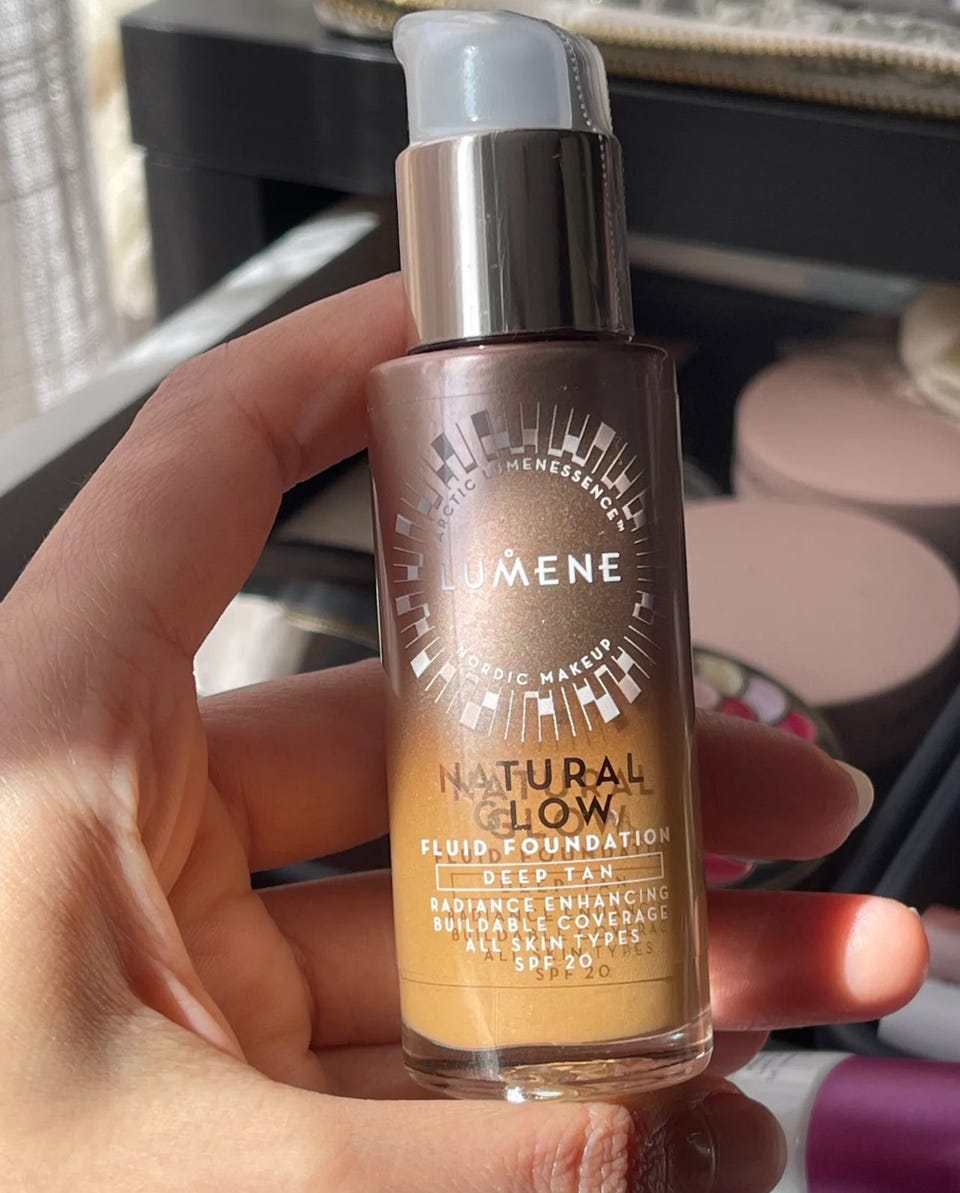 ARCTIC LUMENESSENCE™
LUMENE
NORDIC MAKEUP
NATURAL
GLOW
FLUID FOUNDATION
DEEP TAN
RADIANCE ENHANCING
BUILDABLE COVERAGE
ALL SKIN TYPES
SPF 20